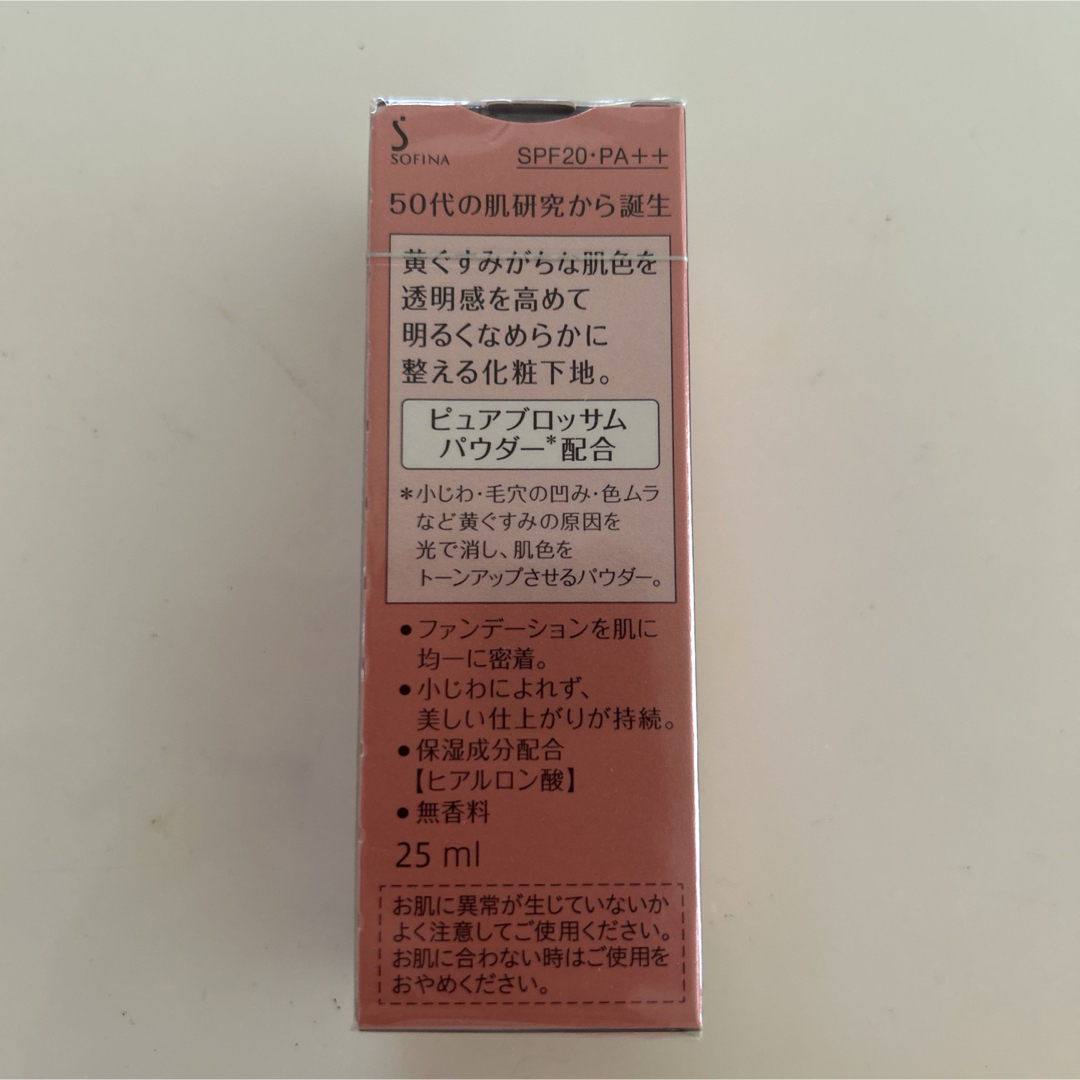 SOFINA
SPF20・PA++
50代の肌研究から誕生
黄ぐすみがちな肌色を
透明感を高めて
明るくなめらかに
整える化粧下地。
ピュアブロッサム
パウダー*配合
*小じわ・毛穴の凹み・色ムラ
など黄ぐすみの原因を
光で消し、肌色を
トーンアップさせるパウダー。
●ファンデーションを肌に
均一に密着。
●小じわによれず、
美しい仕上がりが持続。
●保湿成分配合
【ヒアルロン酸】
●無香料
25 ml
お肌に異常が生じていないか
よく注意してご使用ください。
お肌に合わない時はご使用を
おやめください。